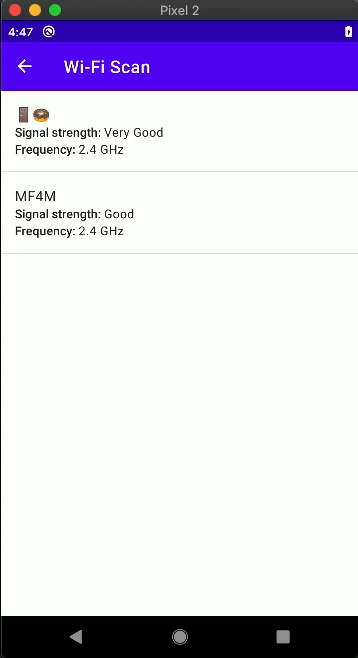 Pixel 2
4:47
Wi-Fi Scan
🚪🍩
Signal strength: Very Good
Frequency: 2.4 GHz
MF4M
Signal strength: Good
Frequency: 2.4 GHz